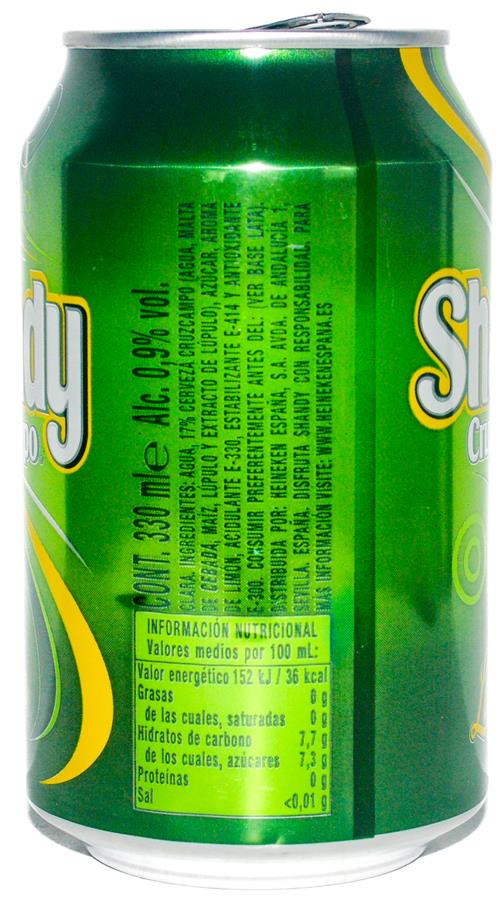 dy
po
CONT. 330 ml e Alc. 0,9% vol.
CLARA. INGREDIENTES: AGUA, 17% CERVEZA CRUZCAMPO (AGUA, MALTA
DE CEBADA, MAÍZ, LÚPULO Y EXTRACTO DE LÚPULO), AZÚCAR, AROMA
DE LIMÓN, ACIDULANTE E-330, ESTABILIZANTE E-414 Y ANTIOXIDANTE
E-300. CONSUMIR PREFERENTEMENTE ANTES DEL: (VER BASE LATA).
DISTRIBUIDA POR: HEINEKEN ESPAÑA, S.A. AVDA. DE ANDALUCÍA 1,
SEVILLA. ESPAÑA. DISFRUTA SHANDY CON RESPONSABILIDAD. PARA
MÁS INFORMACIÓN VISITE: WWW.HEINEKENESPANA.ES
INFORMACIÓN NUTRICIONAL
Valores medios por 100 mL:
Valor energético 152 kJ / 36 kcal
Grasas 0 g
de las cuales, saturadas 0 g
Hidratos de carbono 7,7 g
de los cuales, azúcares 7,3 g
Proteínas 0 g
Sal <0,01 g
Sh
Cru